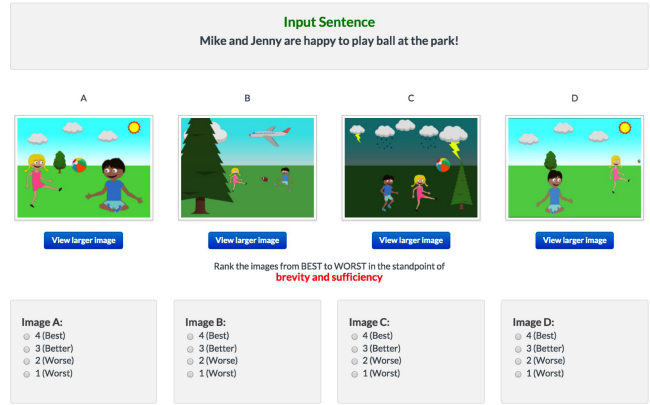 Input Sentence
Mike and Jenny are happy to play ball at the park!
A B C D
View larger image View larger image View larger image View larger image
Rank the images from BEST to WORST in the standpoint of
brevity and sufficiency
Image A: Image B: Image C: Image D:
4 (Best) 4 (Best) 4 (Best) 4 (Best)
3 (Better) 3 (Better) 3 (Better) 3 (Better)
2 (Worse) 2 (Worse) 2 (Worse) 2 (Worse)
1 (Worst) 1 (Worst) 1 (Worst) 1 (Worst)